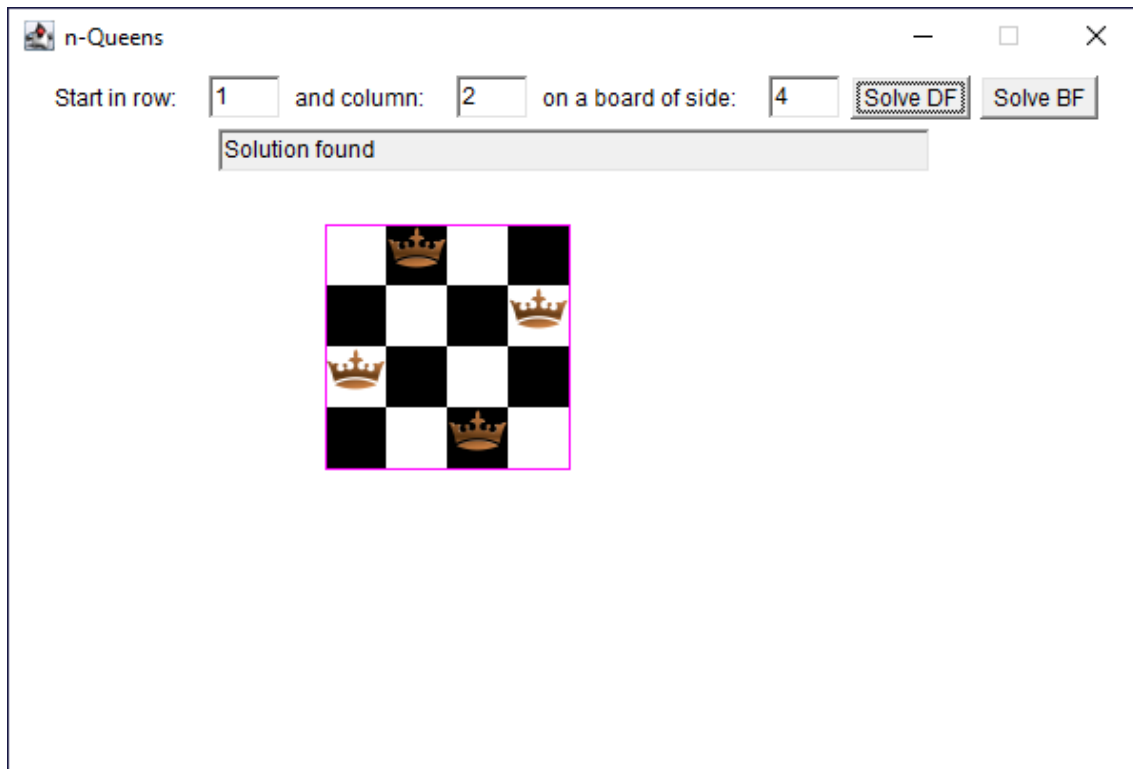 n-Queens
Start in row: 1 and column: 2 on a board of side: 4 Solve DF Solve BF
Solution found